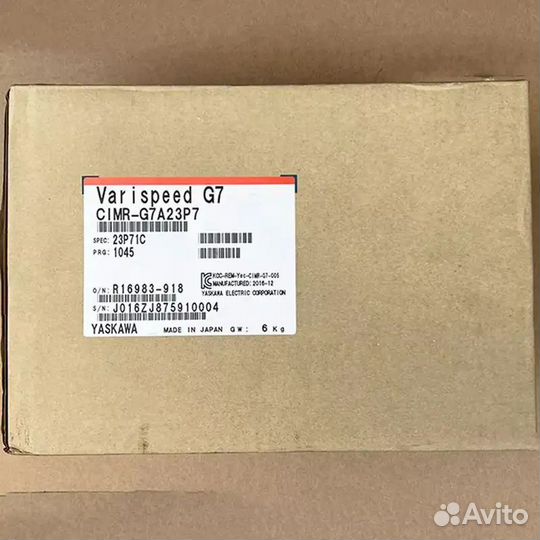 Varispeed G7
CIMR-G7A23P7
SPEC: 23P71C
PRG: 1045
KCC-REM-Yec-CIMR-G7-006
MANUFACTURED: 2016-12
YASKAWA ELECTRIC CORPORATION
O/N: R16983-918
S/N: J016ZJ875910004
YASKAWA MADE IN JAPAN GW: 6 Kg
Avito